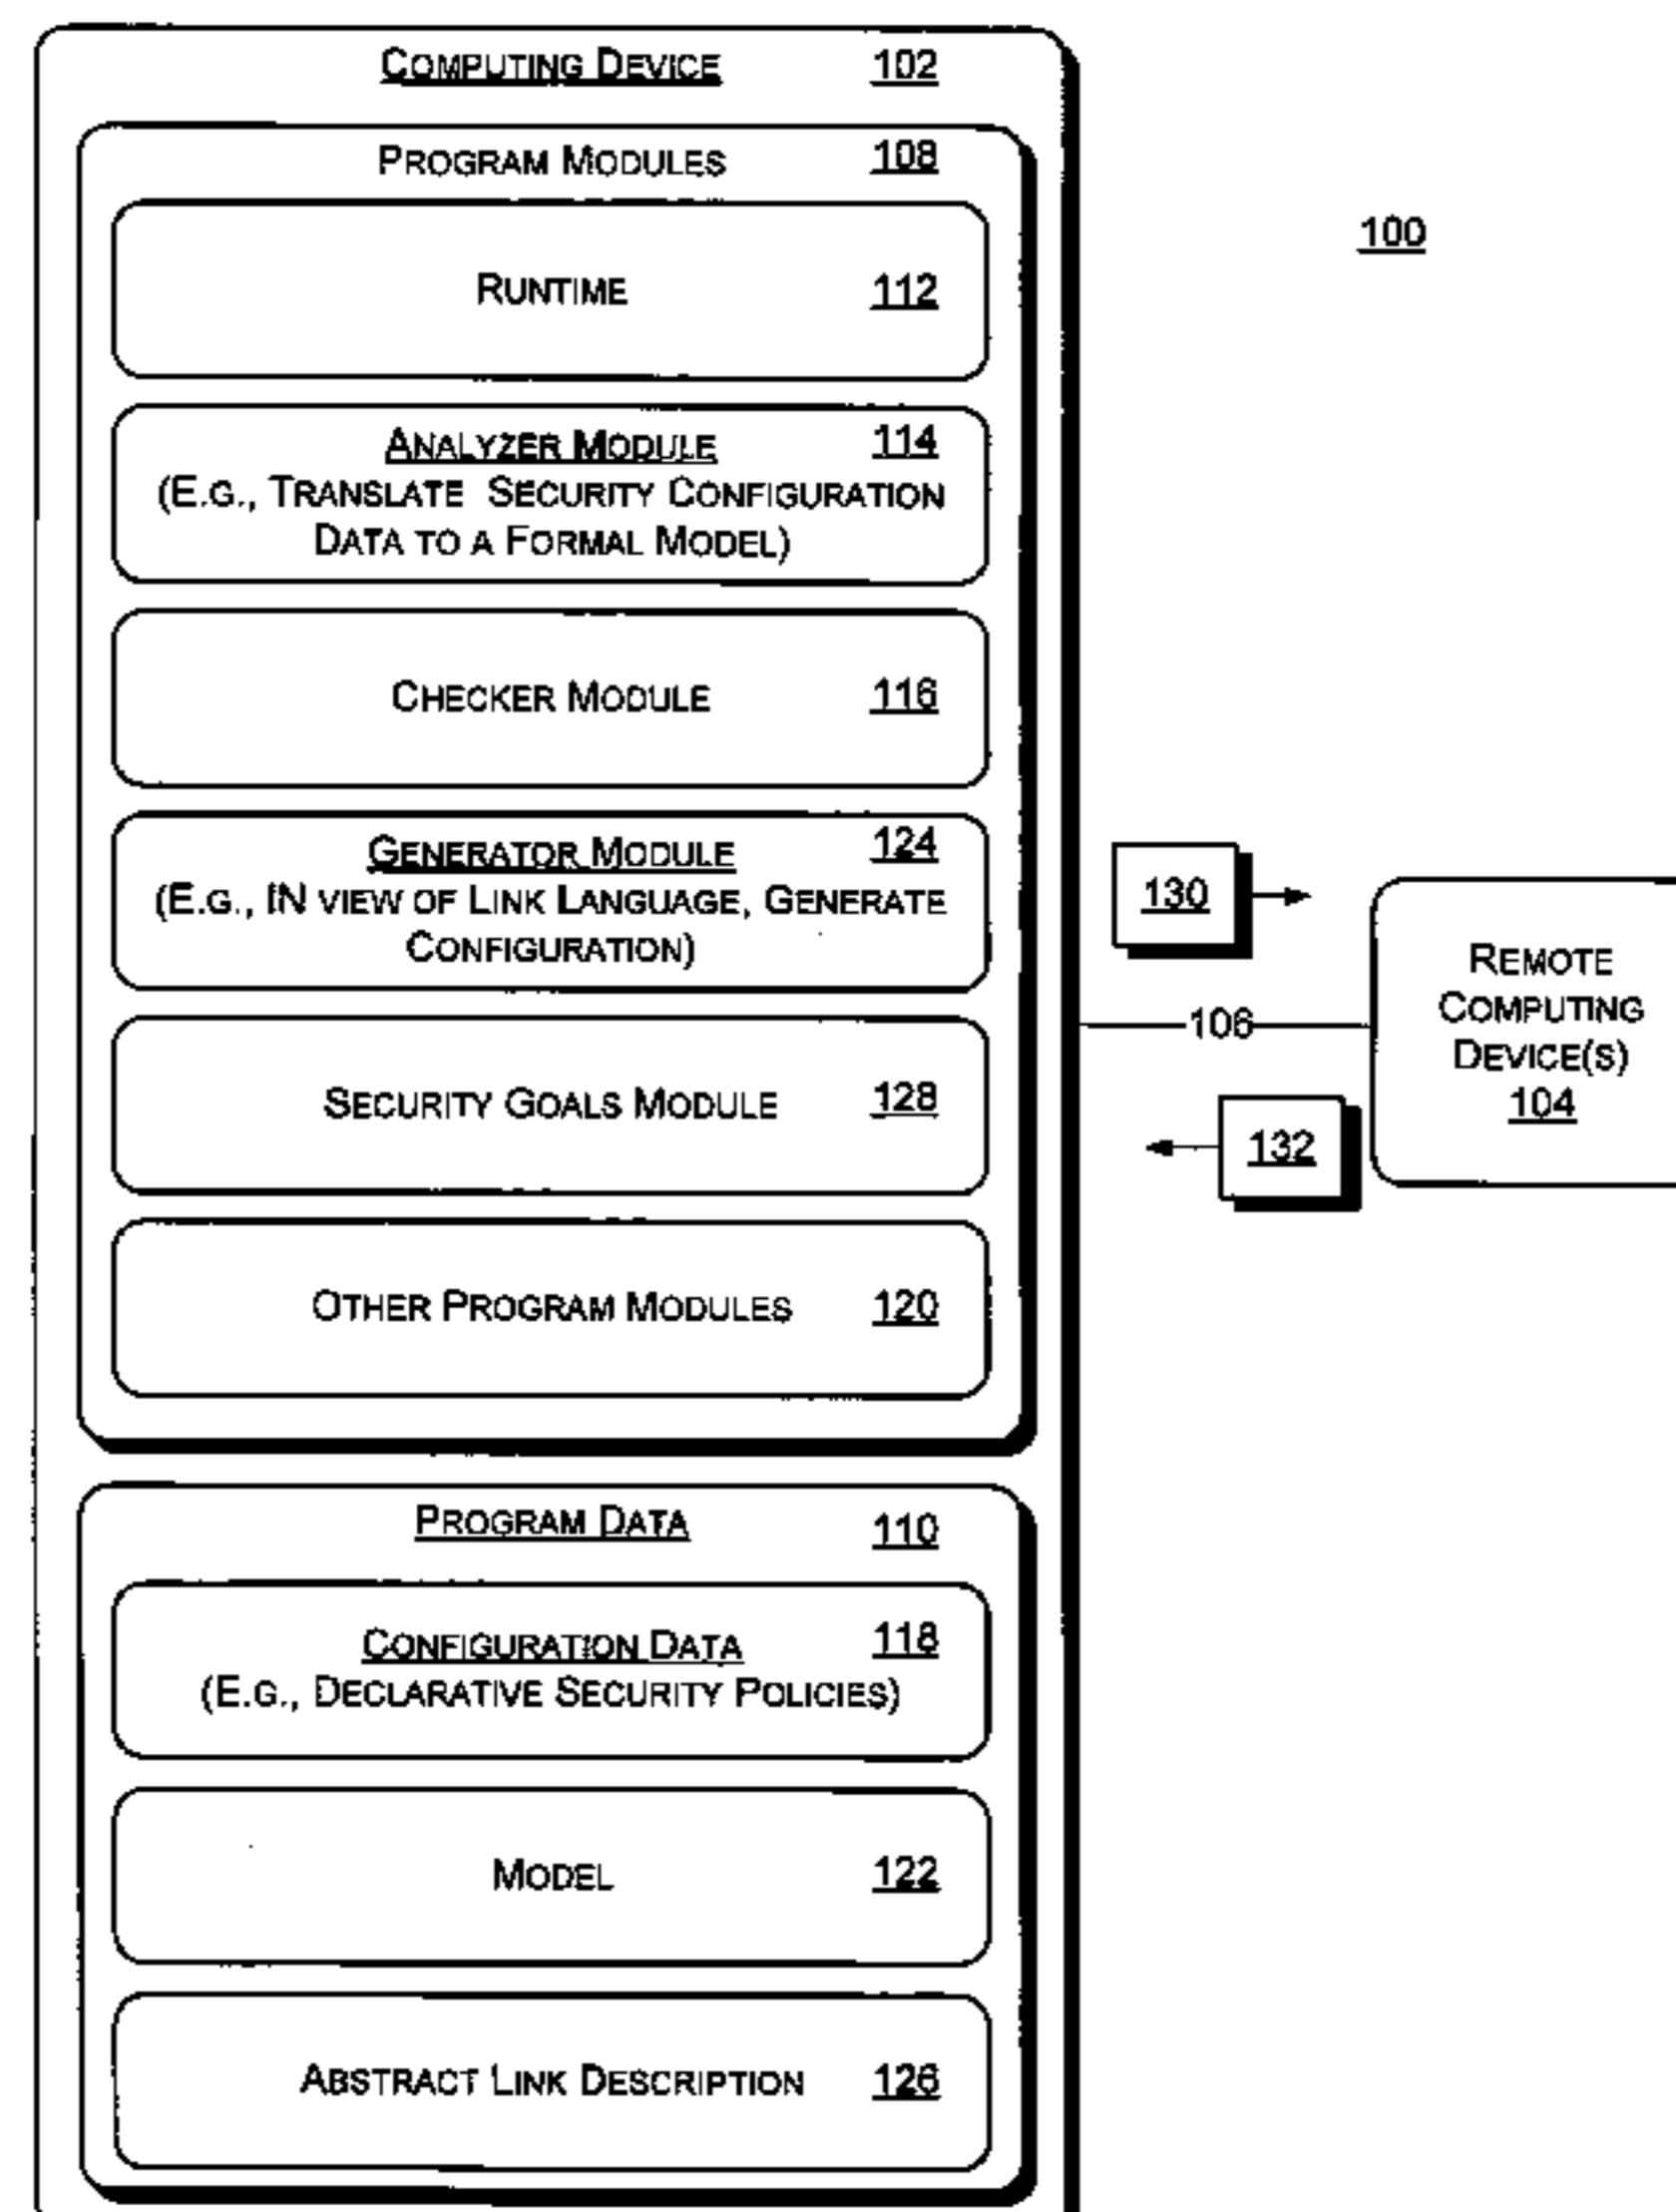 COMPUTING DEVICE 102
PROGRAM MODULES 108
RUNTIME 112
ANALYZER MODULE 114
(E.G., TRANSLATE SECURITY CONFIGURATION
DATA TO A FORMAL MODEL)
CHECKER MODULE 116
GENERATOR MODULE 124
(E.G., IN VIEW OF LINK LANGUAGE, GENERATE
CONFIGURATION)
SECURITY GOALS MODULE 128
OTHER PROGRAM MODULES 120
PROGRAM DATA 110
CONFIGURATION DATA 118
(E.G., DECLARATIVE SECURITY POLICIES)
MODEL 122
ABSTRACT LINK DESCRIPTION 126
100
130
106
132
REMOTE
COMPUTING
DEVICE(S)
104